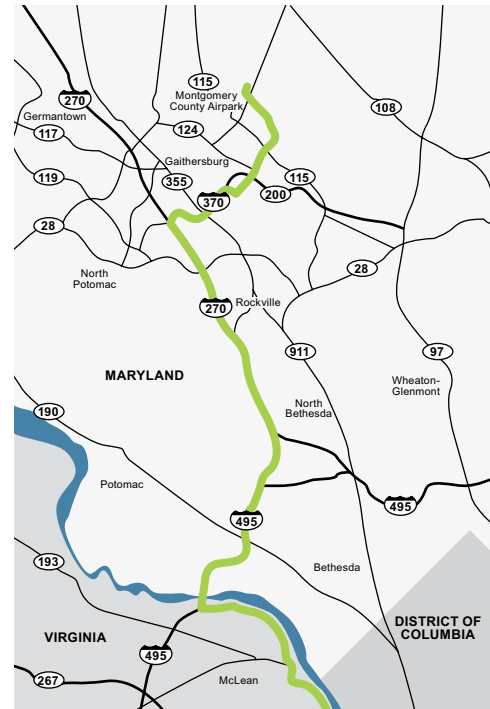 115
Montgomery
County Airpark
270
108
Germantown
117
124
Gaithersburg
119
355
115
370
200
28
28
North
Potomac
270
Rockville
911
97
MARYLAND
Wheaton-
Glenmont
190
North
Bethesda
Potomac
495
495
193
Bethesda
DISTRICT OF
COLUMBIA
VIRGINIA
495
267
McLean